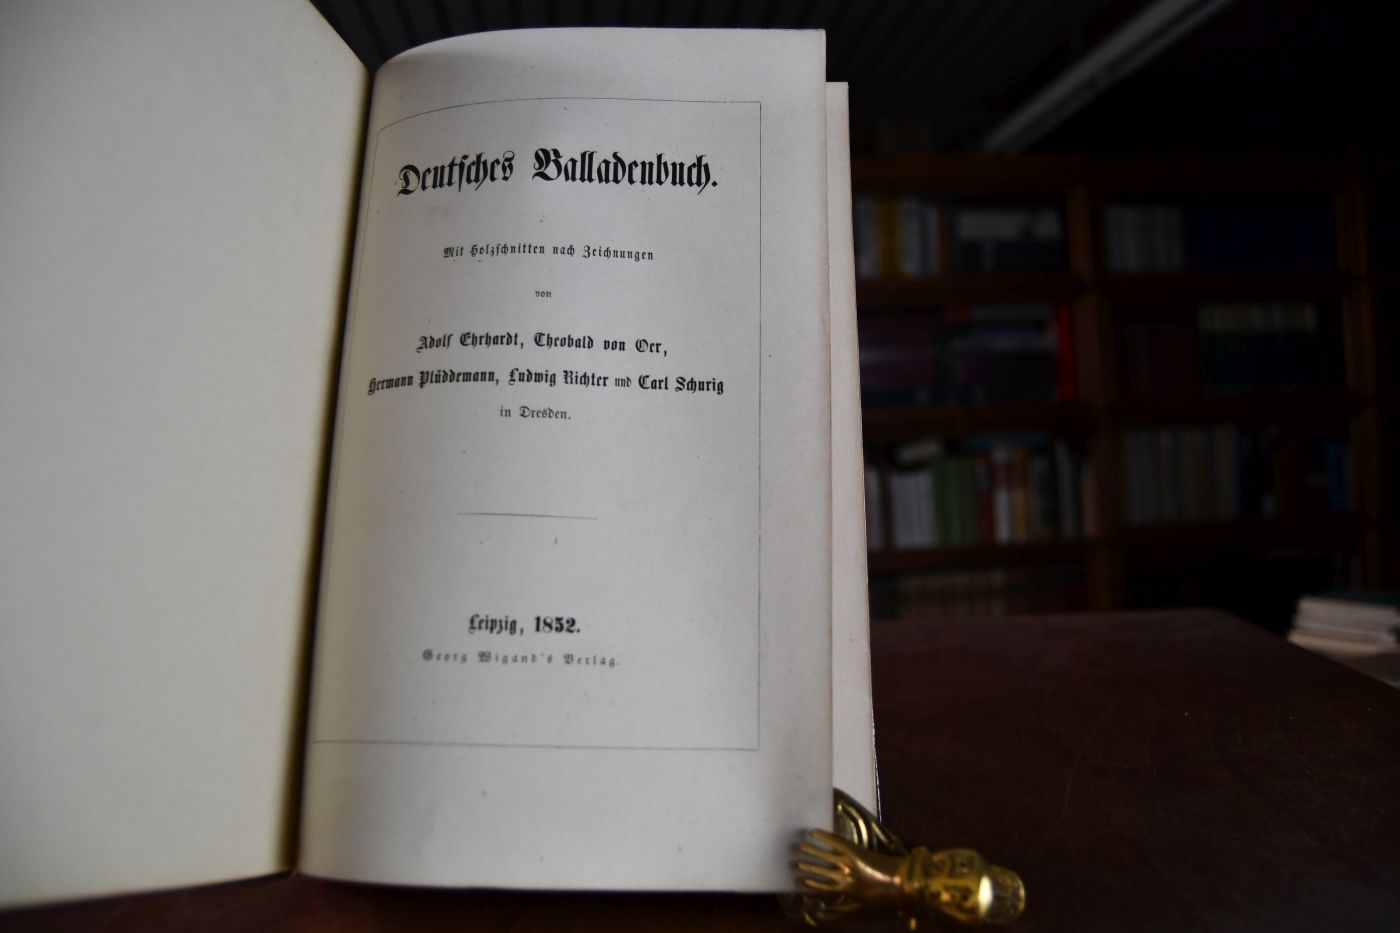 Deutsches Balladenbuch.
Mit Holzschnitten nach Zeichnungen
von
Adolf Ehrhardt, Theobald von Oer,
Hermann Plüddemann, Ludwig Richter und Carl Schurig
in Dresden.
Leipzig, 1852.
Georg Wigand's Verlag.